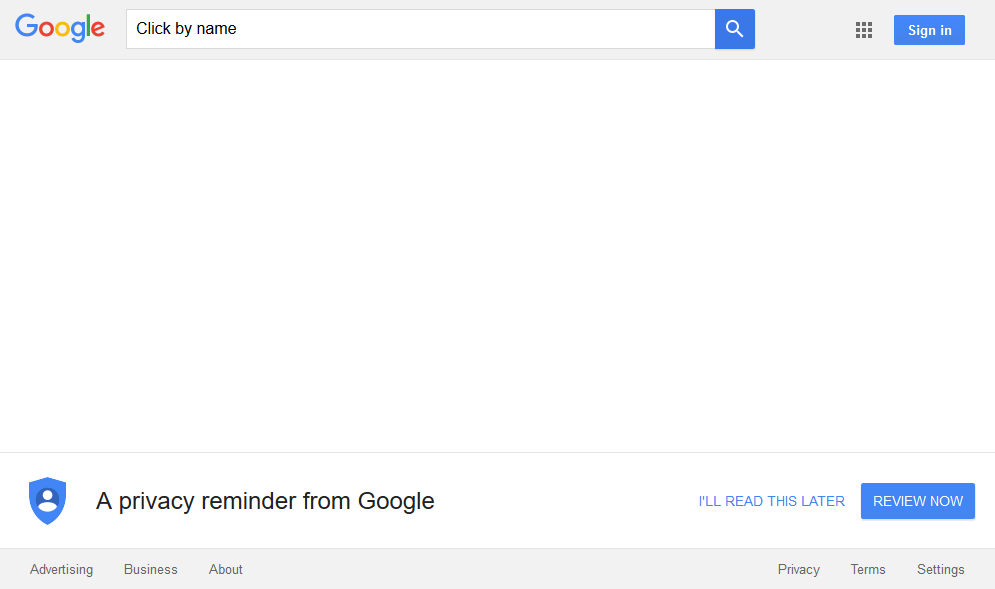 Google Click by name Sign in
A privacy reminder from Google I'LL READ THIS LATER REVIEW NOW
Advertising Business About Privacy Terms Settings